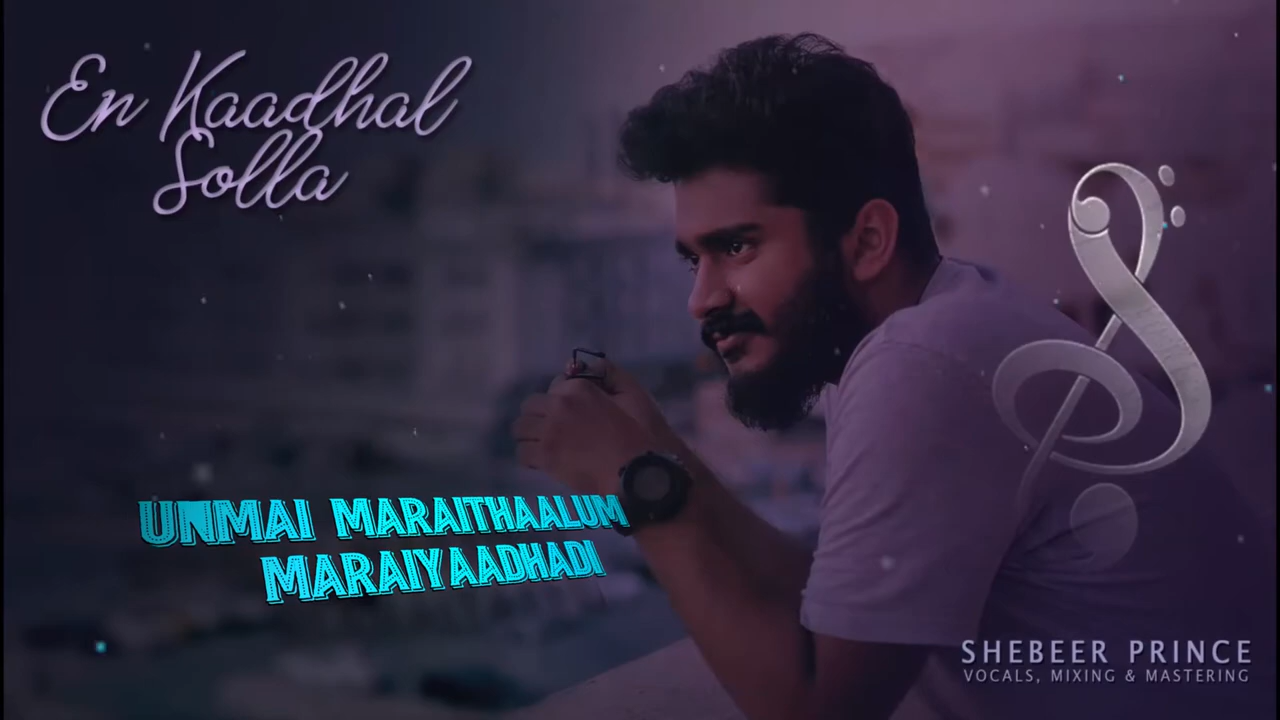 En Kaadhal
Solla
UNMAI MARAITHAALUM
MARAIYAADHADI
SHEBEER PRINCE
VOCALS, MIXING & MASTERING